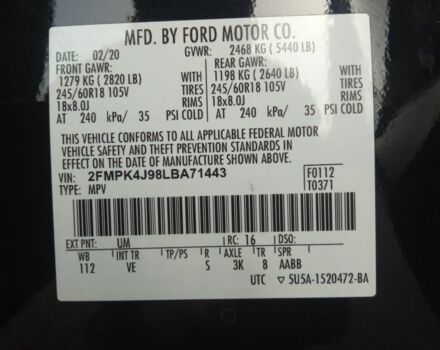 MFD. BY FORD MOTOR CO.
DATE: 02/20 GVWR: 2468 KG ( 5440 LB)
FRONT GAWR: REAR GAWR:
1279 KG ( 2820 LB) 1198 KG ( 2640 LB)
245/60R18 105V TIRES 245/60R18 105V TIRES
18x8.0J RIMS 18x8.0J RIMS
AT 240 kPa/ 35 PSI COLD AT 240 kPa/ 35 PSI COLD
THIS VEHICLE CONFORMS TO ALL APPLICABLE FEDERAL MOTOR
VEHICLE SAFETY AND THEFT PREVENTION STANDARDS IN EFFECT
ON THE DATE OF MANUFACTURE SHOWN ABOVE.
VIN: 2FMPK4J98LBA71443 F0112
TYPE: MPV T0371
EXT PNT: UM RC: 16 DSO:
WB INT TR TP/PS R AXLE TR SPR
112 VE S 3K 8 AABB
UTC ▽ 5U5A-1520472-BA